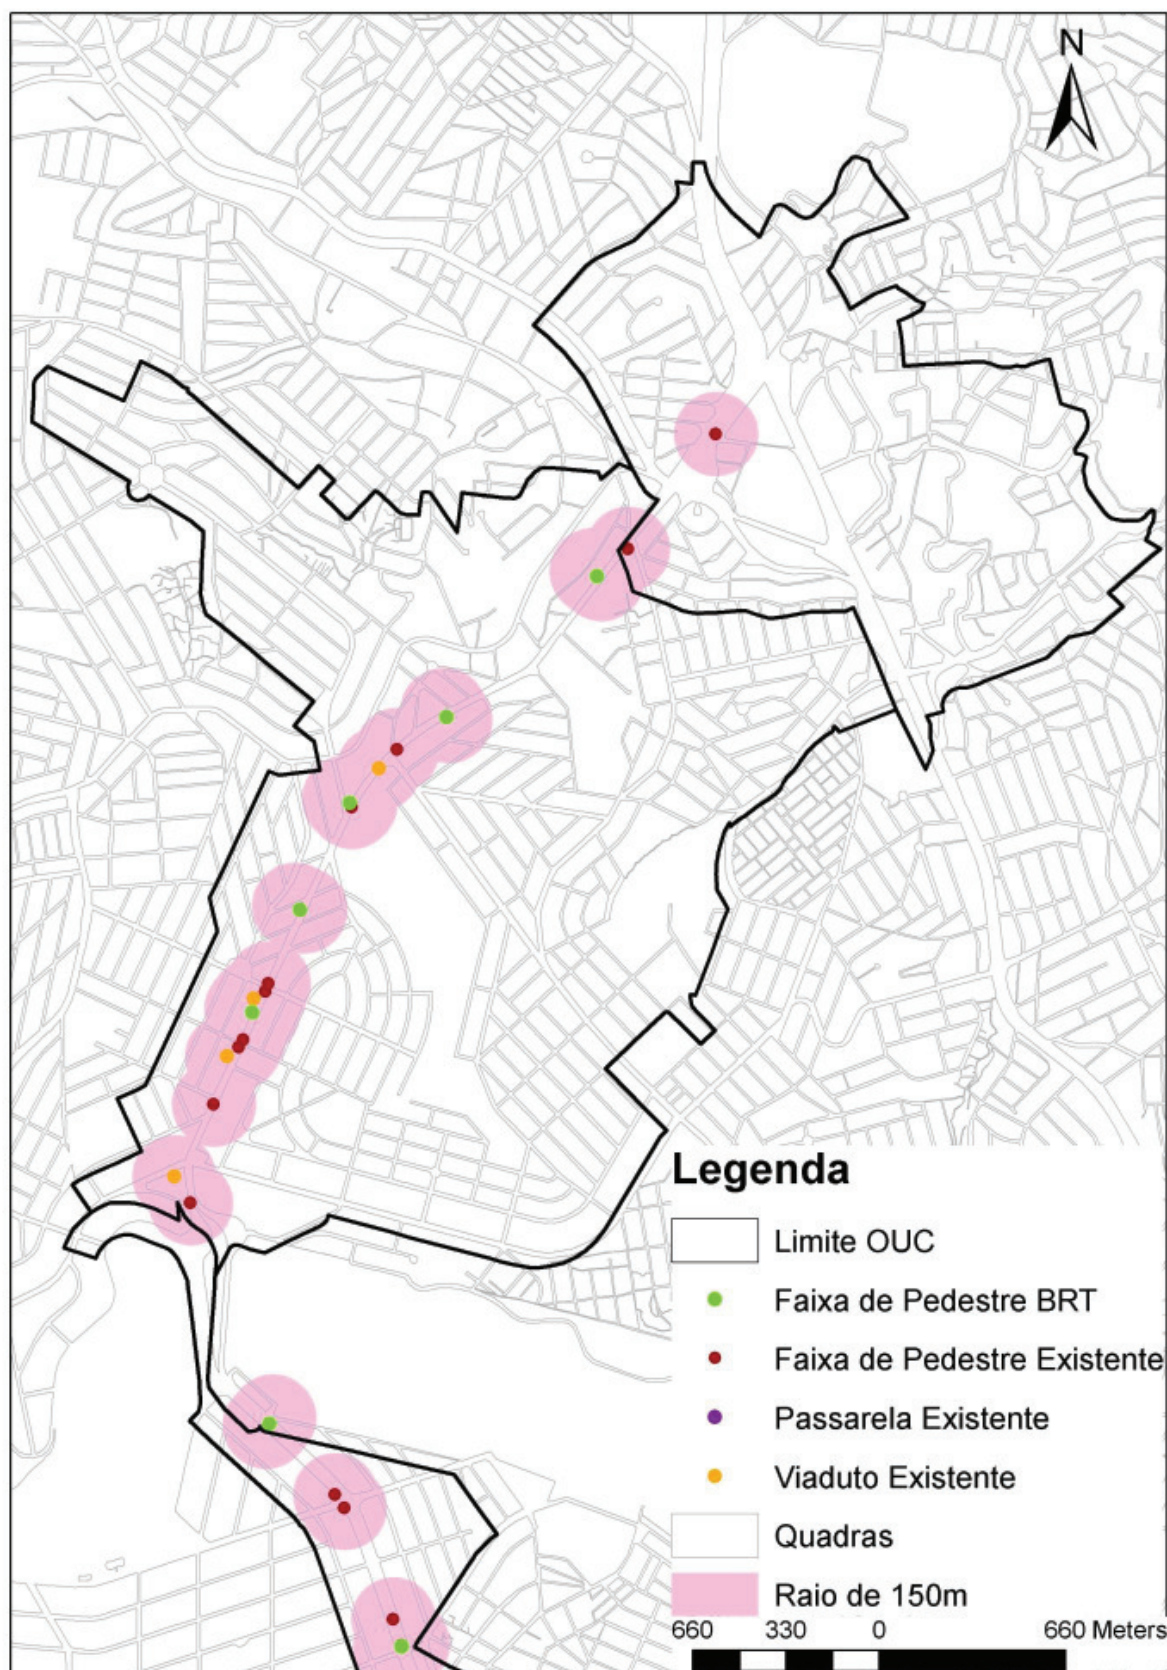 N
Legenda
Limite OUC
Faixa de Pedestre BRT
Faixa de Pedestre Existente
Passarela Existente
Viaduto Existente
Quadras
Raio de 150m
660 330 0 660 Meters